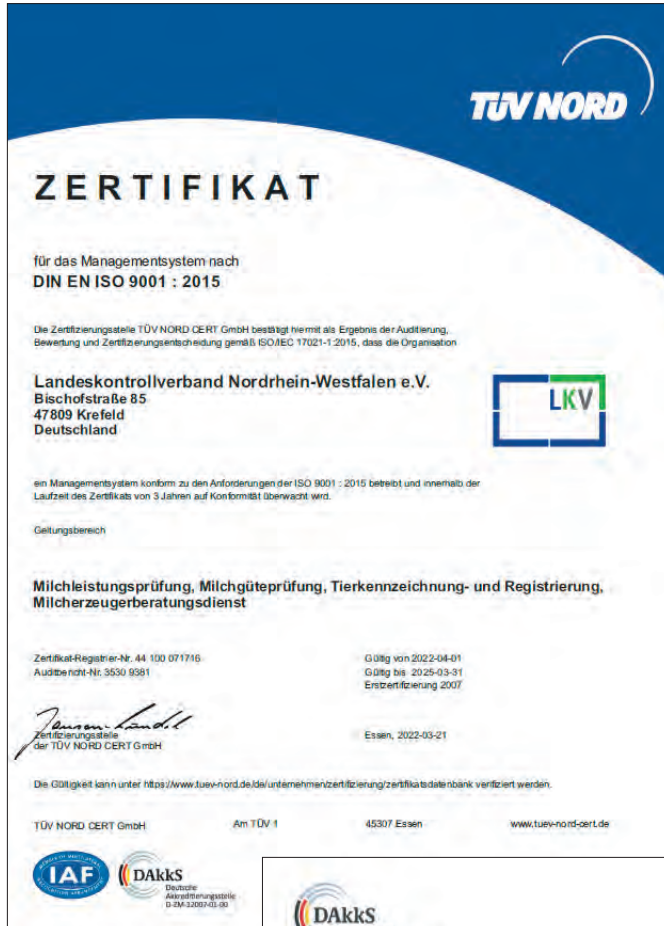 TÜV NORD
ZERTIFIKAT
für das Managementsystem nach
DIN EN ISO 9001 : 2015
Die Zertifizierungsstelle TÜV NORD CERT GmbH bestätigt hiermit als Ergebnis der Auditierung,
Bewertung und Zertifizierungsentscheidung gemäß ISO/IEC 17021-1:2015, dass die Organisation
Landeskontrollverband Nordrhein-Westfalen e.V.
Bischofstraße 85
47809 Krefeld
Deutschland
LKV
ein Managementsystem konform zu den Anforderungen der ISO 9001 : 2015 betreibt und innerhalb der
Laufzeit des Zertifikats von 3 Jahren auf Konformität überwacht wird.
Geltungsbereich
Milchleistungsprüfung, Milchgüteprüfung, Tierkennzeichnung- und Registrierung,
Milcherzeugerberatungsdienst
Zertifikat-Registrier-Nr. 44 100 071716
Auditbericht-Nr. 3530 9381
Gültig von 2022-04-01
Gültig bis 2025-03-31
Erstzertifizierung 2007
Zertifizierungsstelle
der TÜV NORD CERT GmbH
Essen, 2022-03-21
Die Gültigkeit kann unter https://www.tuev-nord.de/de/unternehmen/zertifizierung/zertifikatsdatenbank verifiziert werden.
TÜV NORD CERT GmbH Am TÜV 1 45307 Essen www.tuev-nord-cert.de
IAF
DAkkS
Deutsche
Akkreditierungsstelle
D-ZM-12007-01-00
DAkkS